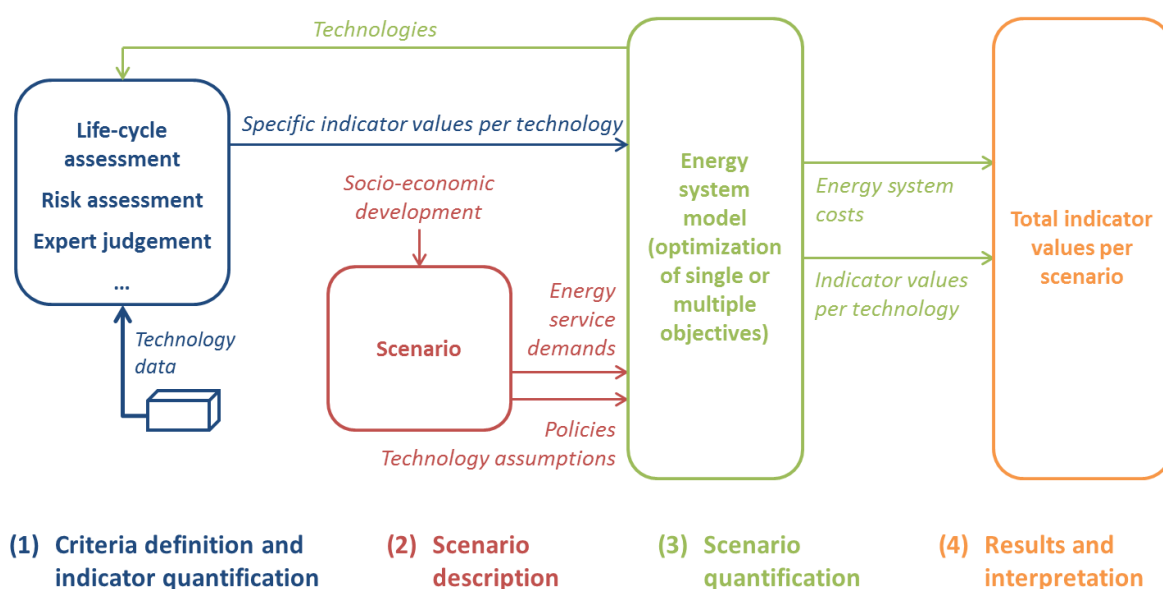 Technologies
Life-cycle
assessment
Risk assessment
Expert judgement
...
Specific indicator values per technology
Technology
data
Socio-economic
development
Scenario
Energy
service
demands
Policies
Technology assumptions
Energy
system
model
(optimization
of single or
multiple
objectives)
Energy system
costs
Indicator values
per technology
Total indicator
values per
scenario
(1) Criteria definition and
indicator quantification
(2) Scenario
description
(3) Scenario
quantification
(4) Results and
interpretation